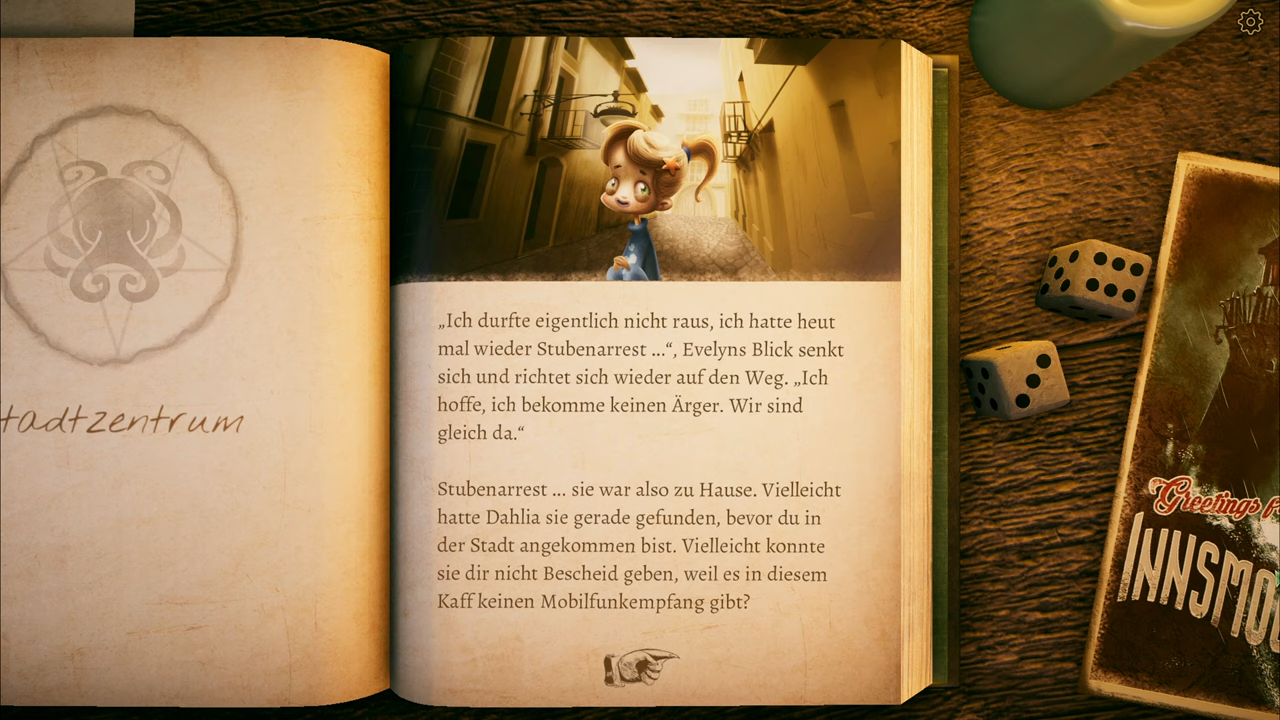 tadtzentrum
„Ich durfte eigentlich nicht raus, ich hatte heut
mal wieder Stubenarrest ...“, Evelyns Blick senkt
sich und richtet sich wieder auf den Weg. „Ich
hoffe, ich bekomme keinen Ärger. Wir sind
gleich da.“
Stubenarrest ... sie war also zu Hause. Vielleicht
hatte Dahlia sie gerade gefunden, bevor du in
der Stadt angekommen bist. Vielleicht konnte
sie dir nicht Bescheid geben, weil es in diesem
Kaff keinen Mobilfunkempfang gibt?
Greetings f
INNSMO